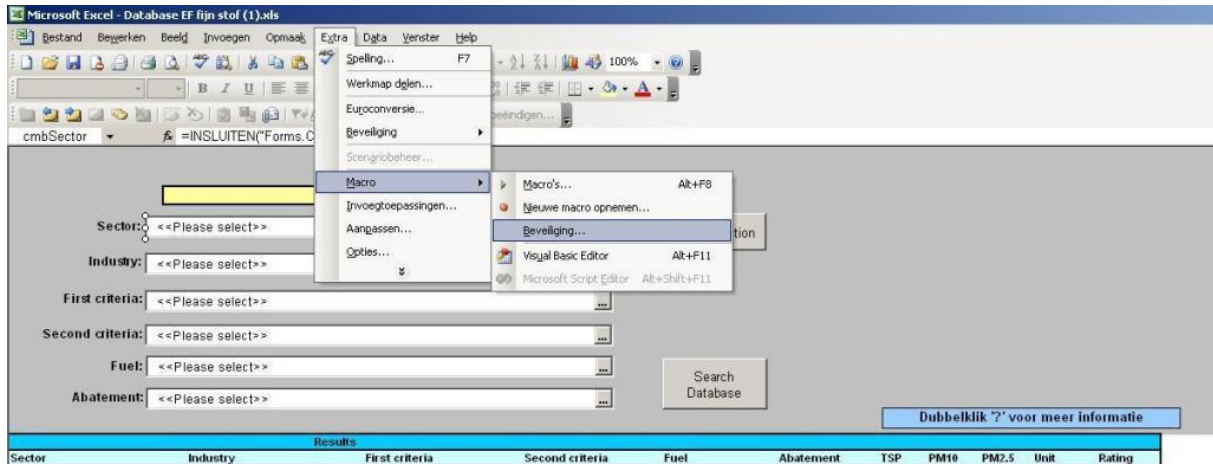 Microsoft Excel - Database EF fijn stof (1).xls
Bestand Bewerken Beeld Invoegen Opmaak Extra Data Venster Help
Spelling... F7
100%
Werkmap delen...
B I U
Euroconversie...
beëindigen...
cmbSector
fx =INSLUITEN("Forms.C
Beveiliging
Scenariobeheer...
Macro
Macro's... Alt+F8
Invoegtoepassingen...
Nieuwe macro opnemen...
Aanpassen...
Beveiliging...
tion
Opties...
Visual Basic Editor Alt+F11
Microsoft Script Editor Alt+Shift+F11
Sector: <<Please select>>
Industry: <<Please select>>
First criteria: <<Please select>>
...
Second criteria: <<Please select>>
...
Fuel: <<Please select>>
...
Abatement: <<Please select>>
...
Search
Database
Dubbelklik '?' voor meer informatie
Results
Sector Industry First criteria Second criteria Fuel Abatement TSP PM10 PM2.5 Unit Rating